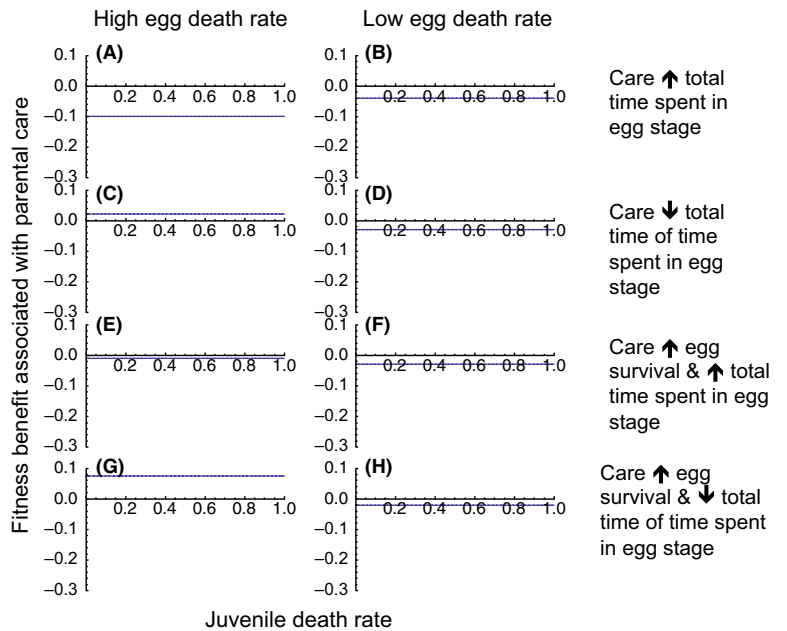 High egg death rate Low egg death rate
Fitness benefit associated with parental care
(A)
0.1
0.0
–0.1
–0.2
–0.3
0.2 0.4 0.6 0.8 1.0
(B)
0.1
0.0
–0.1
–0.2
–0.3
0.2 0.4 0.6 0.8 1.0
Care ↑ total
time spent in
egg stage
(C)
0.1
0.0
–0.1
–0.2
–0.3
0.2 0.4 0.6 0.8 1.0
(D)
0.1
0.0
–0.1
–0.2
–0.3
0.2 0.4 0.6 0.8 1.0
Care ↓ total
time of time
spent in egg
stage
(E)
0.1
0.0
–0.1
–0.2
–0.3
0.2 0.4 0.6 0.8 1.0
(F)
0.1
0.0
–0.1
–0.2
–0.3
0.2 0.4 0.6 0.8 1.0
Care ↑ egg
survival & ↑ total
time spent in egg
stage
(G)
0.1
0.0
–0.1
–0.2
–0.3
0.2 0.4 0.6 0.8 1.0
(H)
0.1
0.0
–0.1
–0.2
–0.3
0.2 0.4 0.6 0.8 1.0
Care ↑ egg
survival & ↓ total
time of time spent
in egg stage
Juvenile death rate